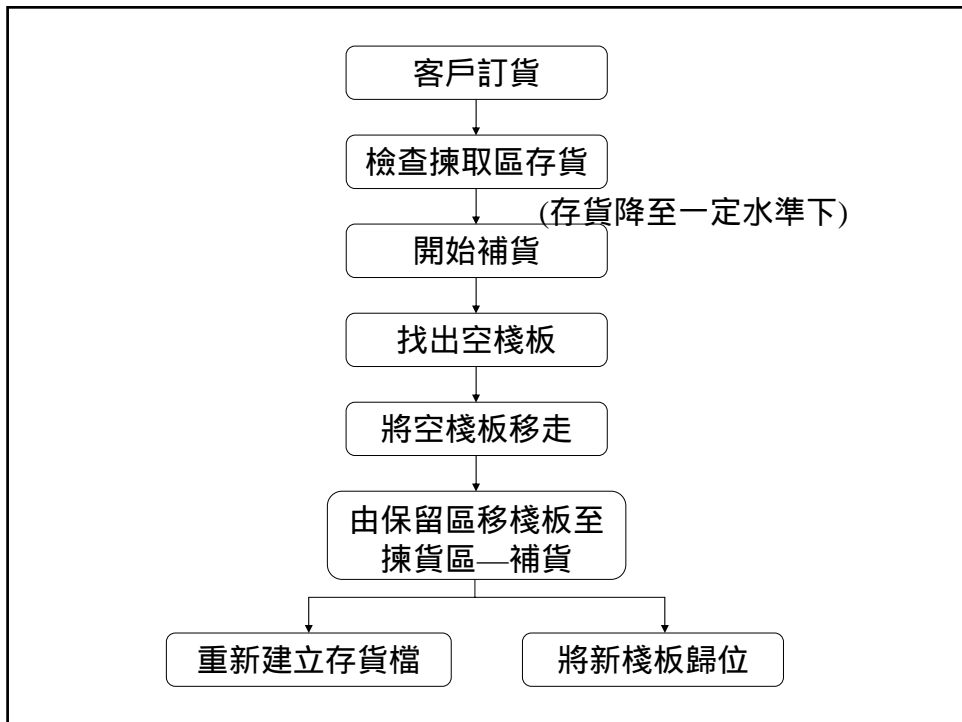 客戶訂貨
檢查揀取區存貨
(存貨降至一定水準下)
開始補貨
找出空棧板
將空棧板移走
由保留區移棧板至
揀貨區—補貨
重新建立存貨檔
將新棧板歸位